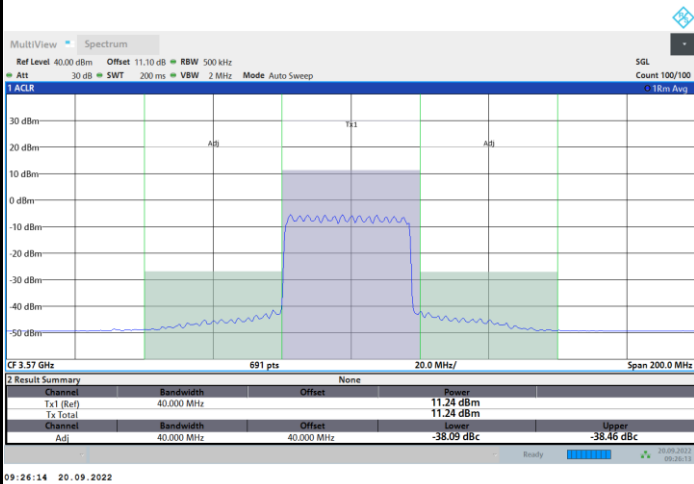 MultiView Spectrum
Ref Level 40.00 dBm Offset 11.10 dB RBW 500 kHz SGL
Att 30 dB SWT 200 ms VBW 2 MHz Mode Auto Sweep Count 100/100
1 ACLR 1Rm Avg
30 dBm
Tx1
20 dBm
Adj Adj
10 dBm
0 dBm
-10 dBm
-20 dBm
-30 dBm
-40 dBm
-50 dBm
CF 3.57 GHz 691 pts 20.0 MHz/ Span 200.0 MHz
2 Result Summary None
Channel Bandwidth Offset Power
Tx1 (Ref) 40.000 MHz 11.24 dBm
Tx Total 11.24 dBm
Channel Bandwidth Offset Lower Upper
Adj 40.000 MHz 40.000 MHz -38.09 dBc -38.46 dBc
Ready 20.09.2022
09:26:13
09:26:14 20.09.2022